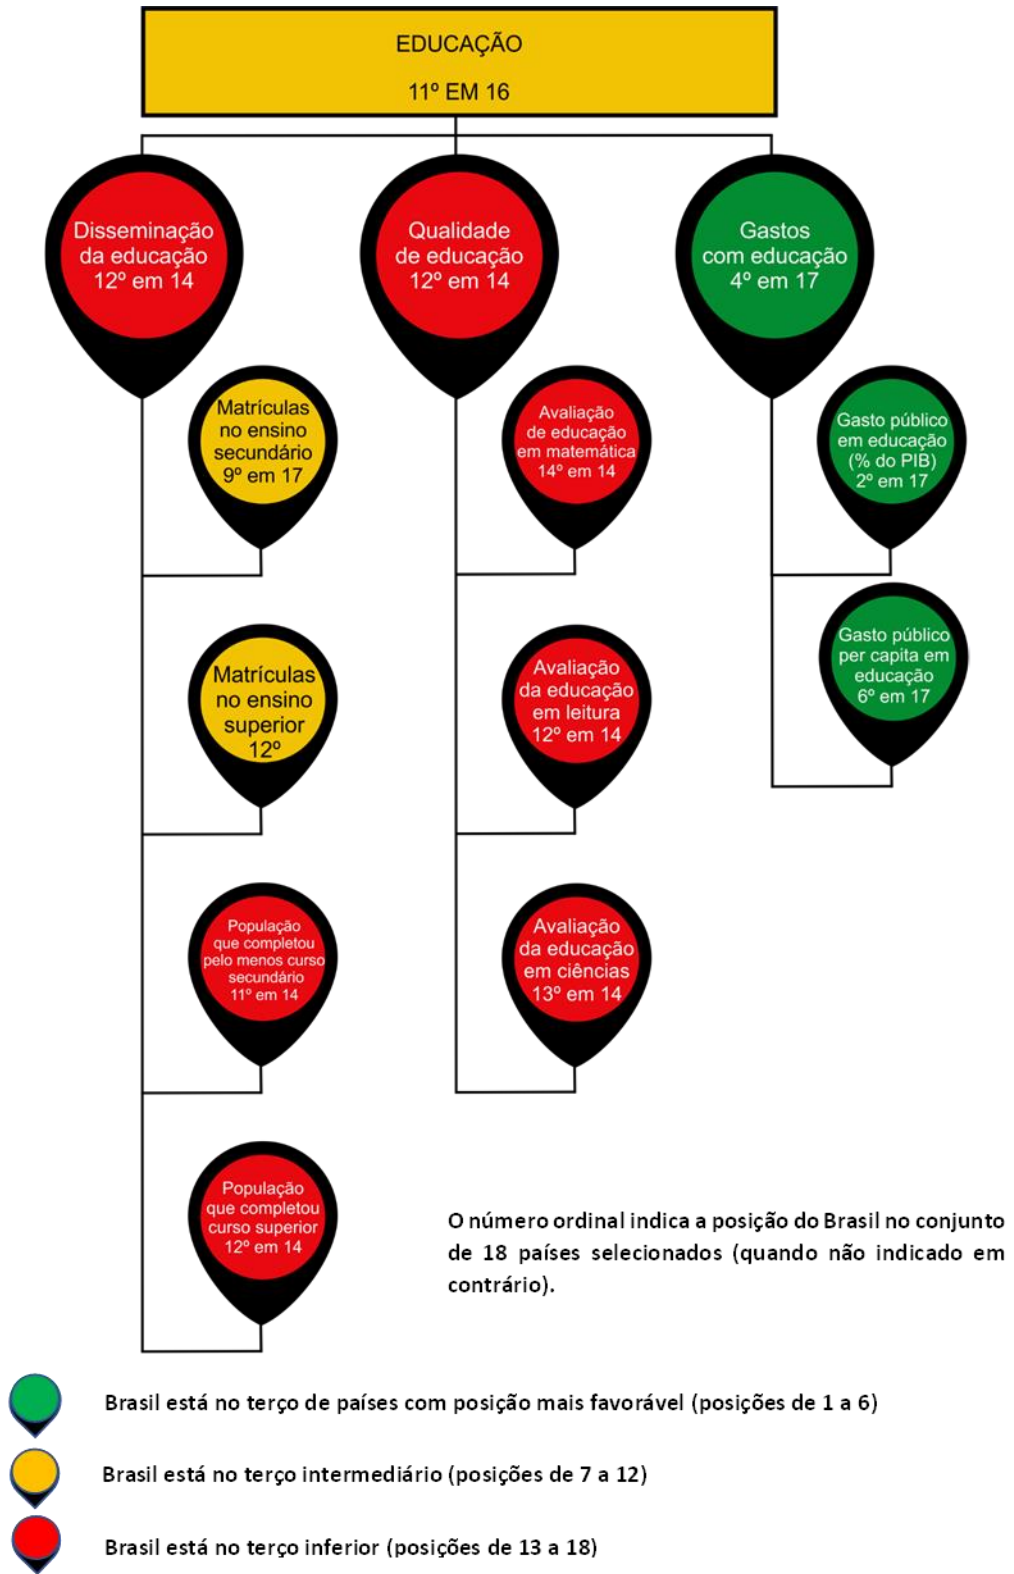 EDUCAÇÃO
11º EM 16
Disseminação
da educação
12º em 14
Qualidade
de educação
12º em 14
Gastos
com educação
4º em 17
Matrículas
no ensino
secundário
9º em 17
Avaliação
de educação
em matemática
14º em 14
Gasto público
em educação
(% do PIB)
2º em 17
Matrículas
no ensino
superior
12º
Avaliação
da educação
em leitura
12º em 14
Gasto público
per capita em
educação
6º em 17
População
que completou
pelo menos curso
secundário
11º em 14
Avaliação
da educação
em ciências
13º em 14
População
que completou
curso superior
12º em 14
O número ordinal indica a posição do Brasil no conjunto
de 18 países selecionados (quando não indicado em
contrário).
Brasil está no terço de países com posição mais favorável (posições de 1 a 6)
Brasil está no terço intermediário (posições de 7 a 12)
Brasil está no terço inferior (posições de 13 a 18)